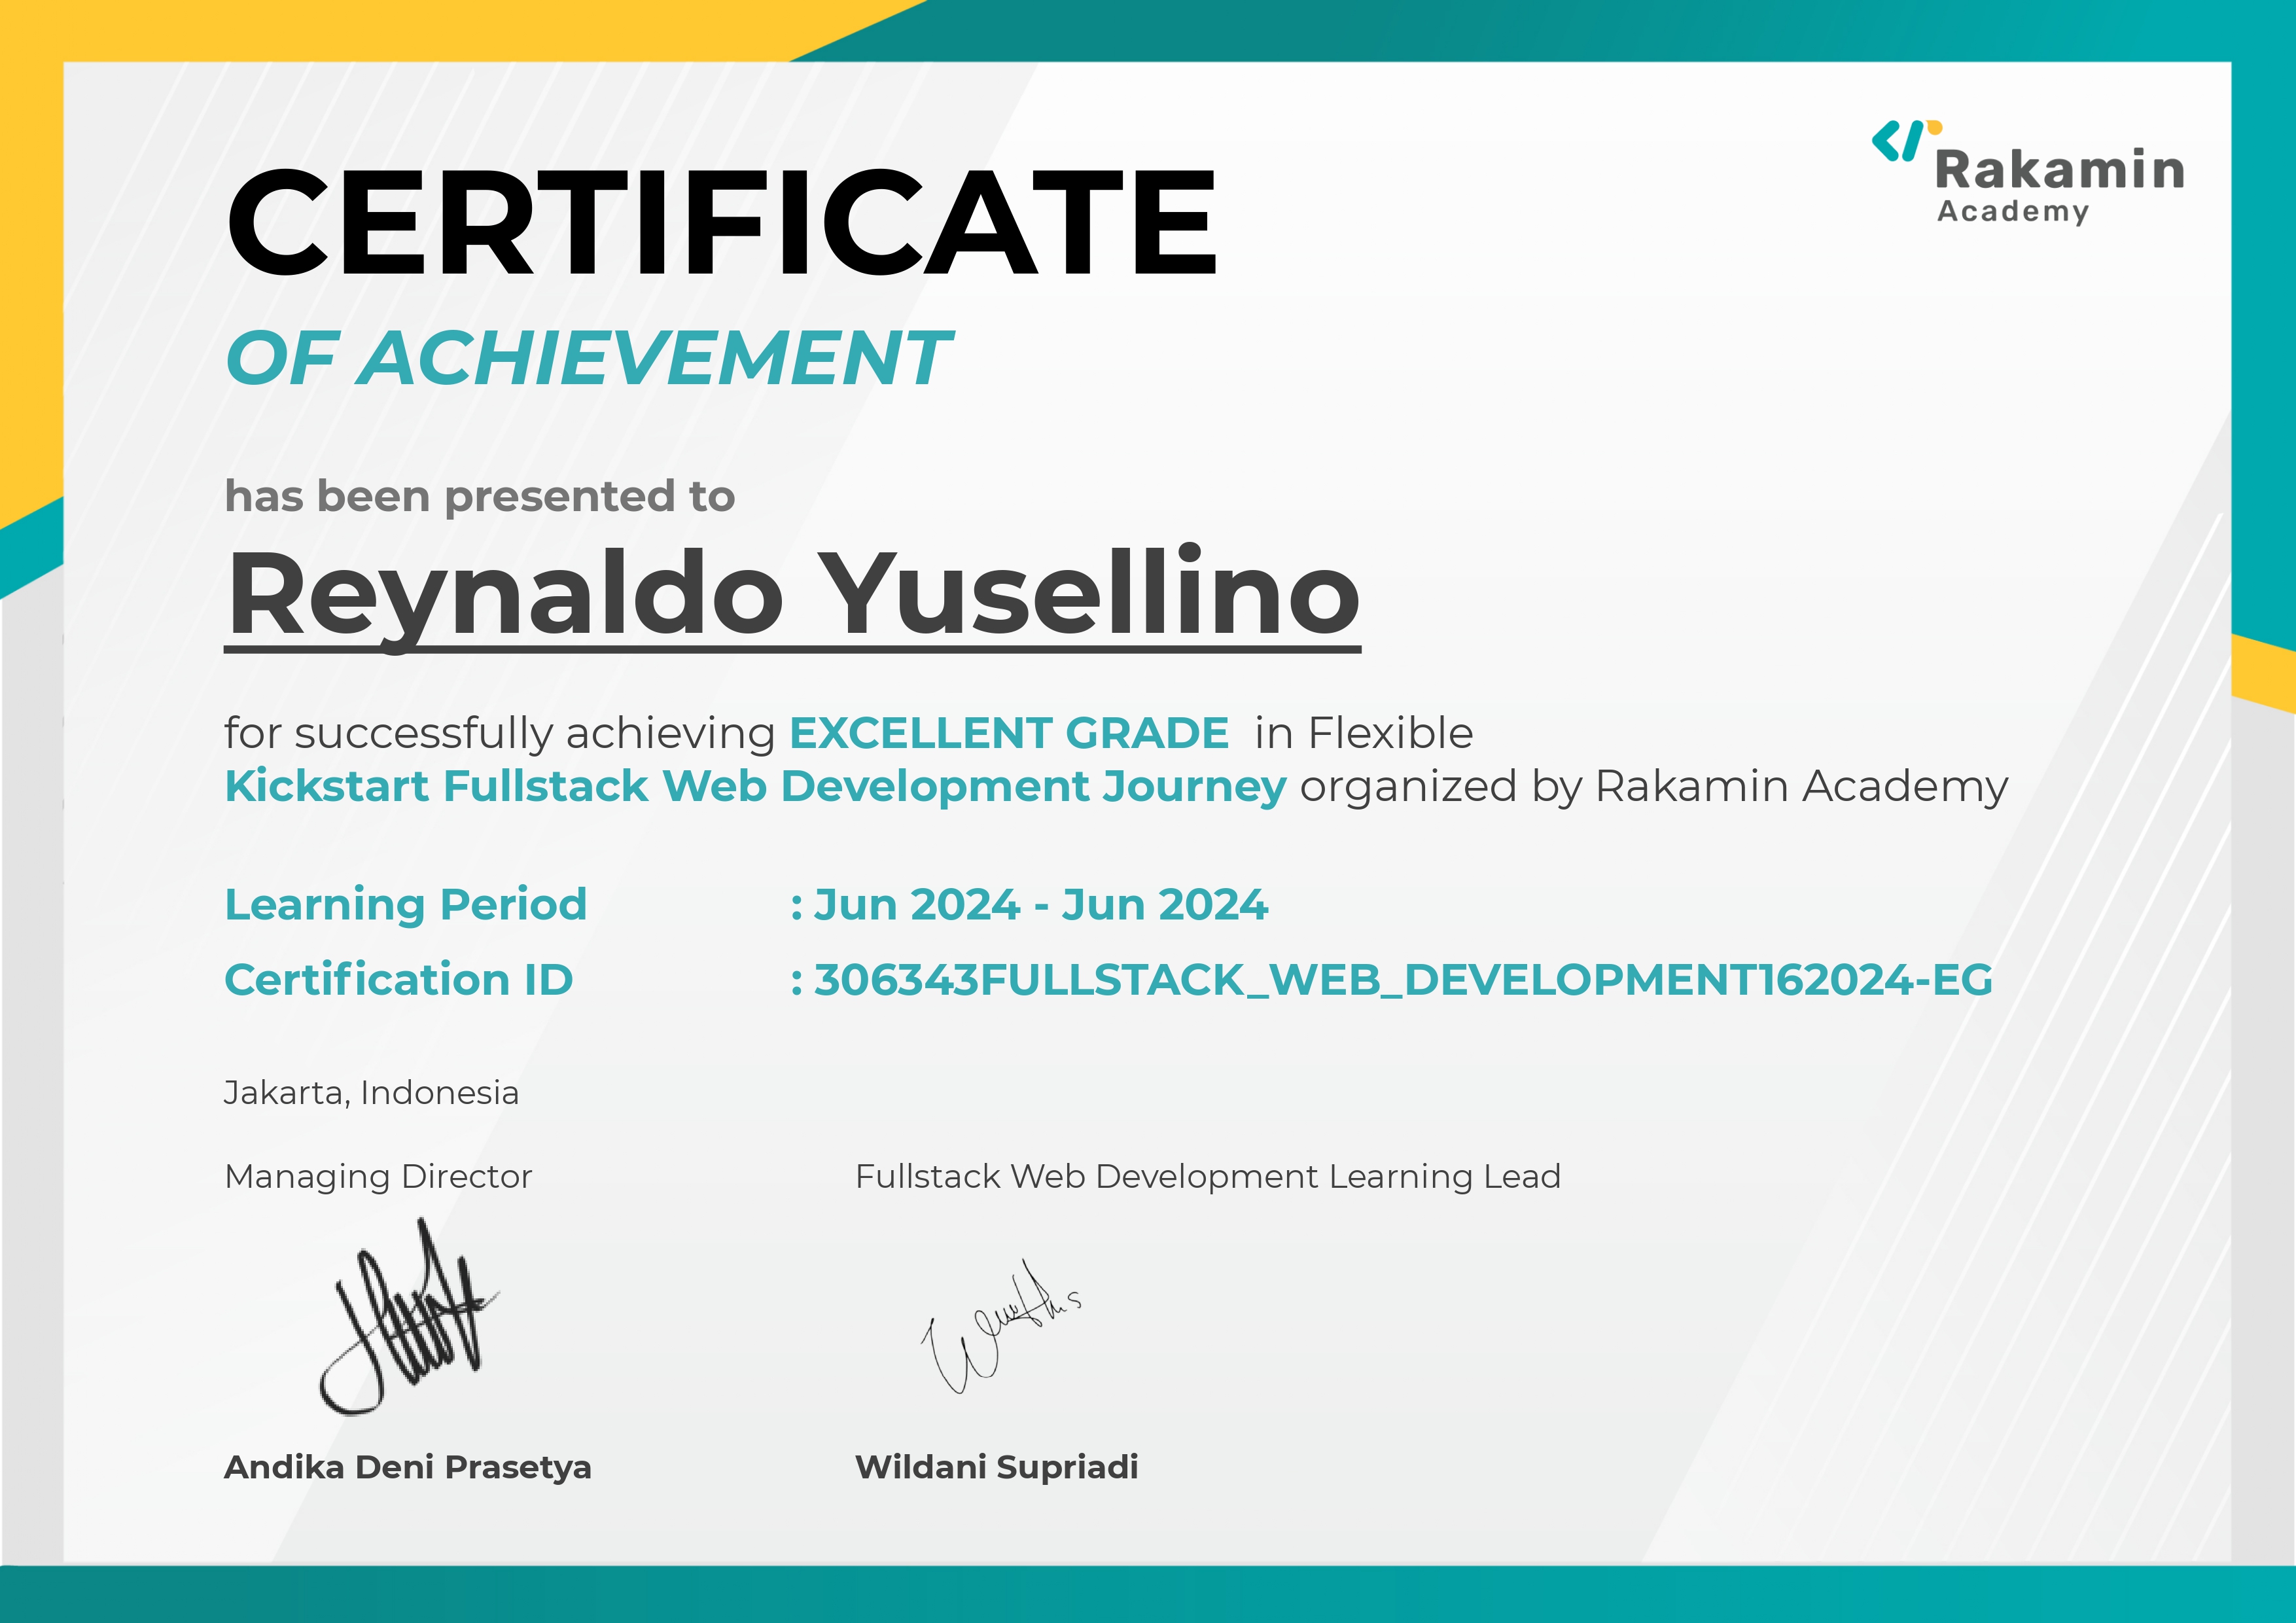 Rakamin
Academy
CERTIFICATE
OF ACHIEVEMENT
has been presented to
Reynaldo Yusellino
for successfully achieving EXCELLENT GRADE in Flexible
Kickstart Fullstack Web Development Journey organized by Rakamin Academy
Learning Period : Jun 2024 - Jun 2024
Certification ID : 306343FULLSTACK_WEB_DEVELOPMENT162024-EG
Jakarta, Indonesia
Managing Director
Fullstack Web Development Learning Lead
Andika Deni Prasetya
Wildani Supriadi